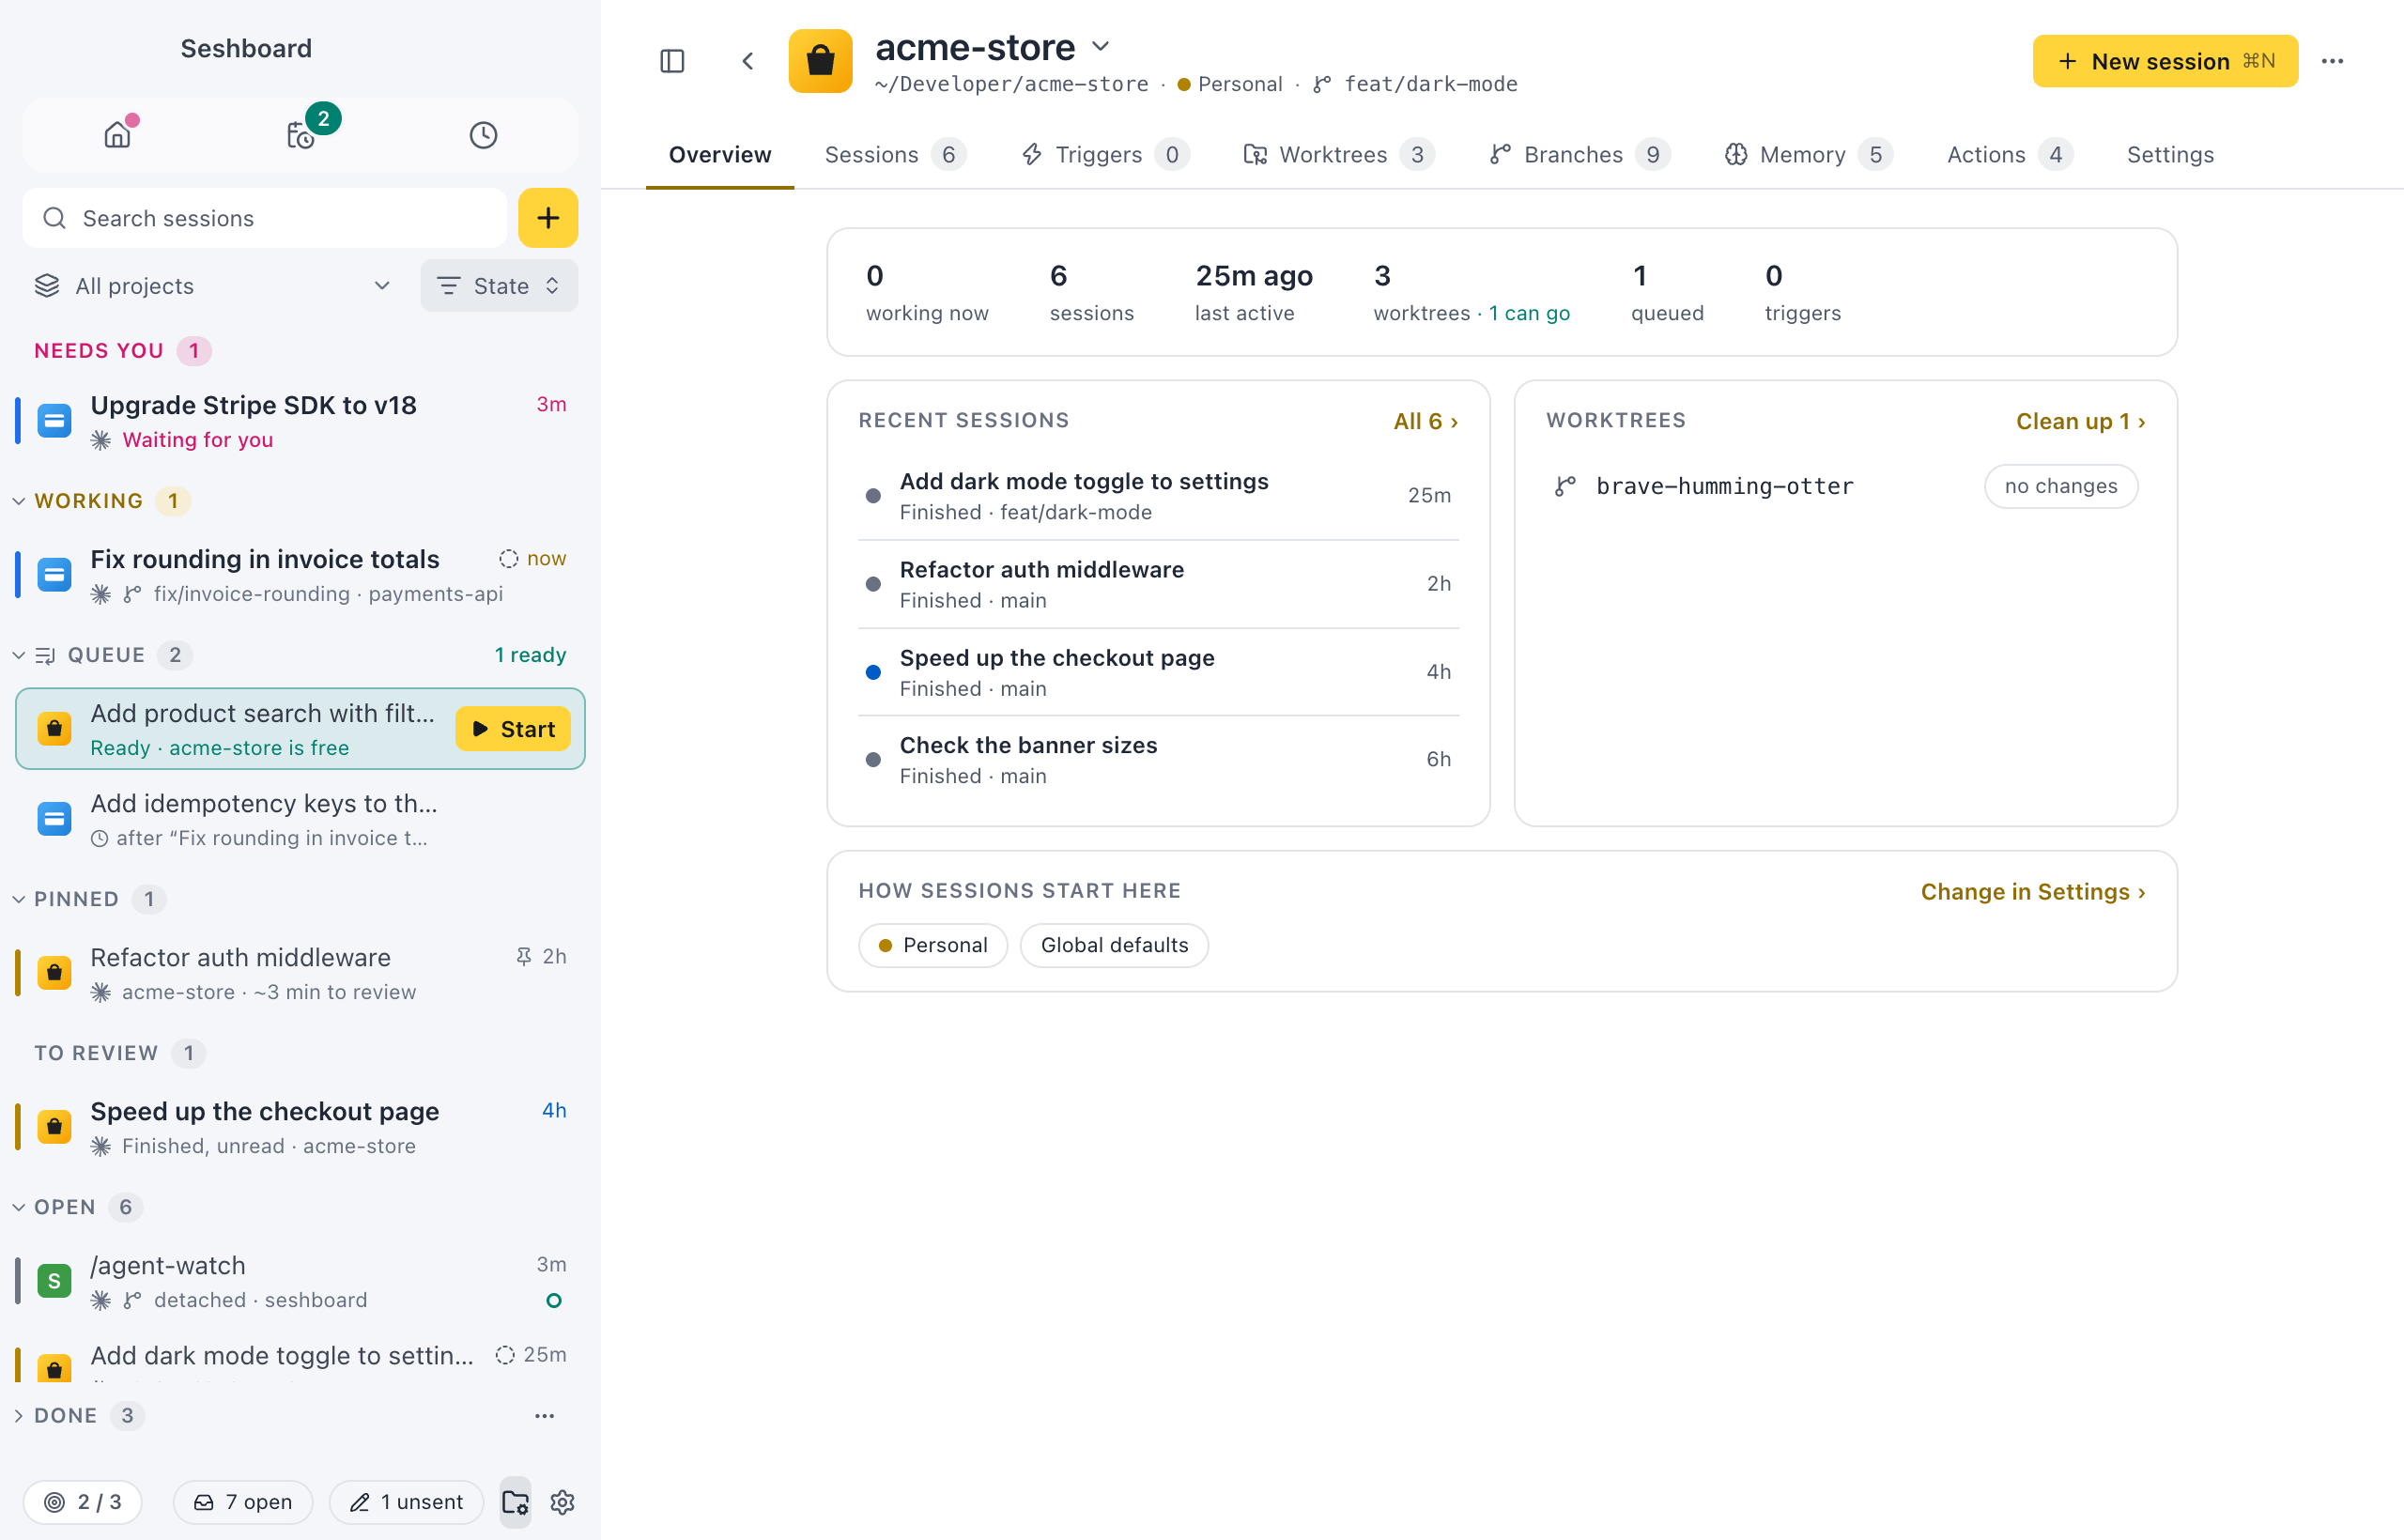 Seshboard
2
Search sessions
All projects
State
NEEDS YOU 1
Upgrade Stripe SDK to v18 3m
Waiting for you
WORKING 1
Fix rounding in invoice totals now
fix/invoice-rounding · payments-api
QUEUE 2 1 ready
Add product search with filt...
Ready · acme-store is free
Start
Add idempotency keys to th...
after “Fix rounding in invoice t...
PINNED 1
Refactor auth middleware 2h
acme-store · ~3 min to review
TO REVIEW 1
Speed up the checkout page 4h
Finished, unread · acme-store
OPEN 6
S
/agent-watch 3m
detached · seshboard
Add dark mode toggle to settin... 25m
DONE 3
2 / 3
7 open
1 unsent
acme-store
~/Developer/acme-store · Personal · feat/dark-mode
New session ⌘N
Overview
Sessions 6
Triggers 0
Worktrees 3
Branches 9
Memory 5
Actions 4
Settings
0
working now
6
sessions
25m ago
last active
3
worktrees · 1 can go
1
queued
0
triggers
RECENT SESSIONS
All 6 ›
Add dark mode toggle to settings
Finished · feat/dark-mode
25m
Refactor auth middleware
Finished · main
2h
Speed up the checkout page
Finished · main
4h
Check the banner sizes
Finished · main
6h
WORKTREES
Clean up 1 ›
brave-humming-otter
no changes
HOW SESSIONS START HERE
Change in Settings ›
Personal
Global defaults